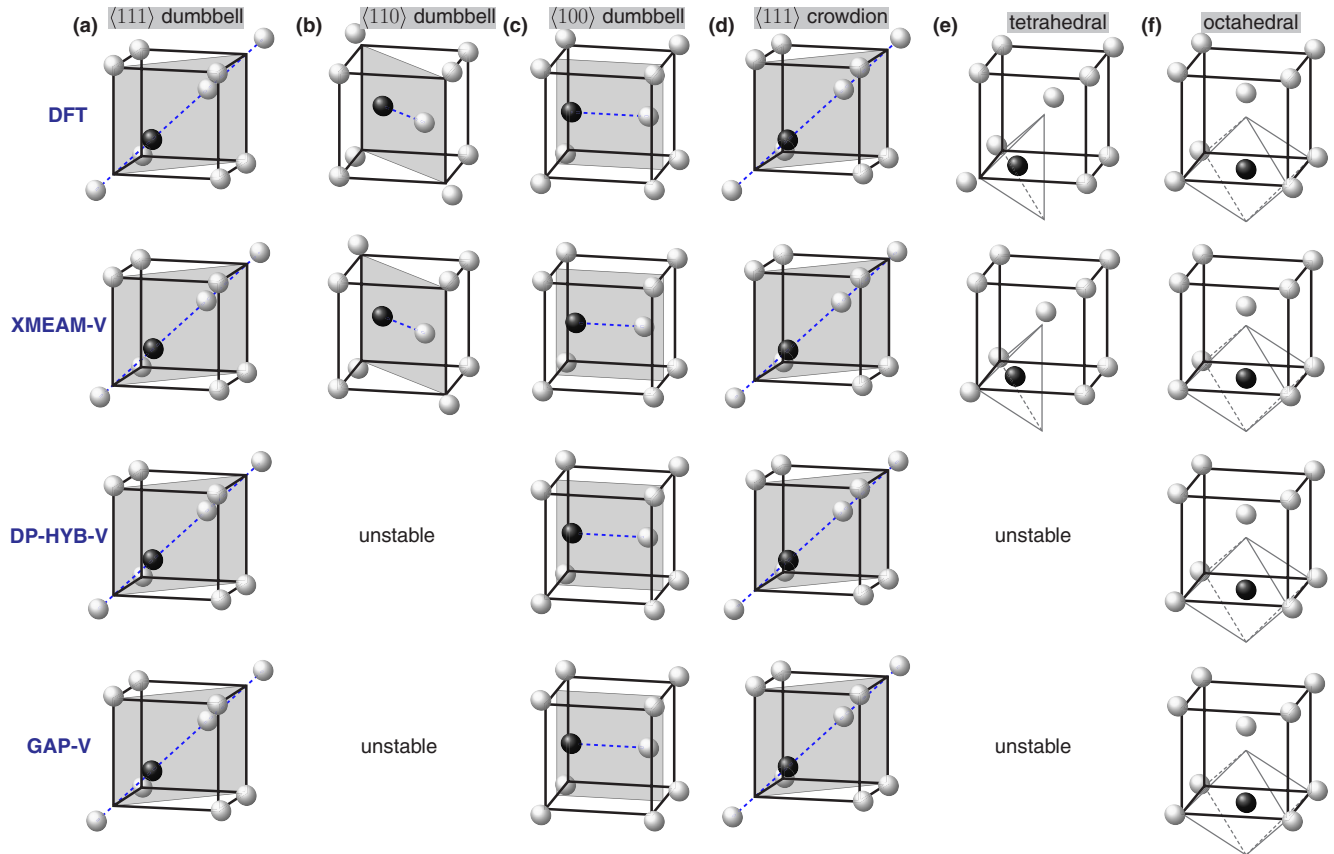 (a) ⟨111⟩ dumbbell (b) ⟨110⟩ dumbbell (c) ⟨100⟩ dumbbell (d) ⟨111⟩ crowdion (e) tetrahedral (f) octahedral
DFT
XMEAM-V
DP-HYB-V unstable unstable
GAP-V unstable unstable